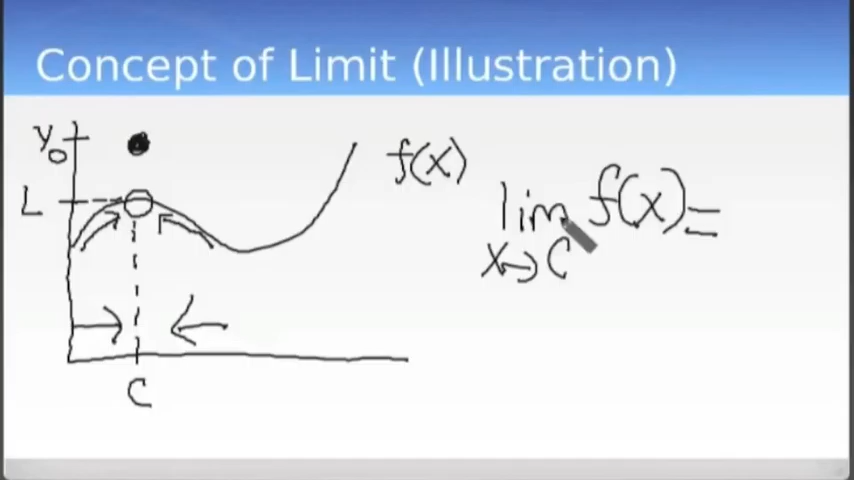 Concept of Limit (Illustration)
y₀
L
C
f(x)
lim f(x) =
x→C